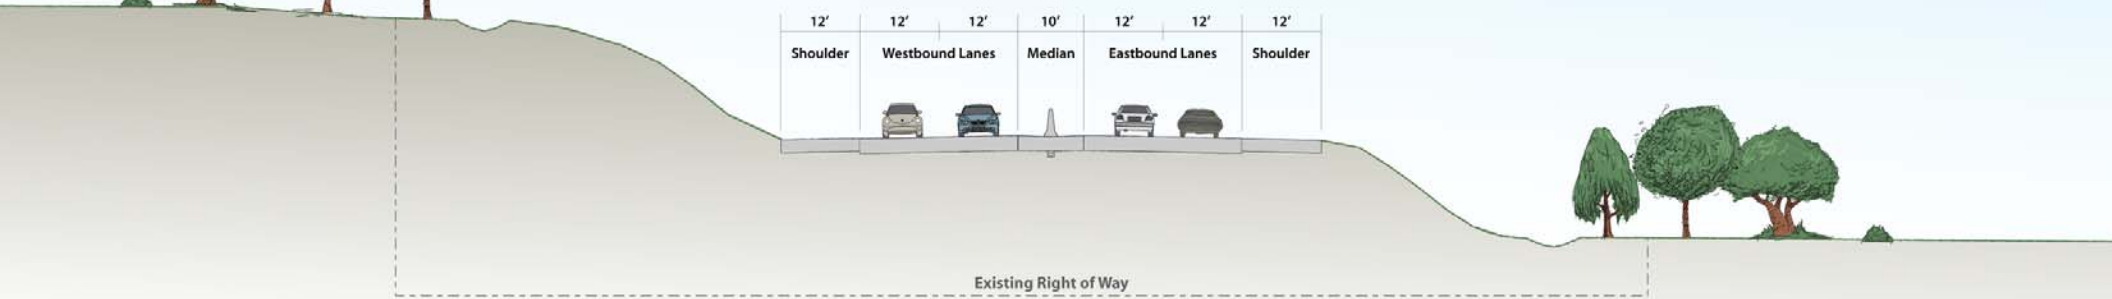 12’ 12’ 12’ 10’ 12’ 12’ 12’
Shoulder Westbound Lanes Median Eastbound Lanes Shoulder
Existing Right of Way